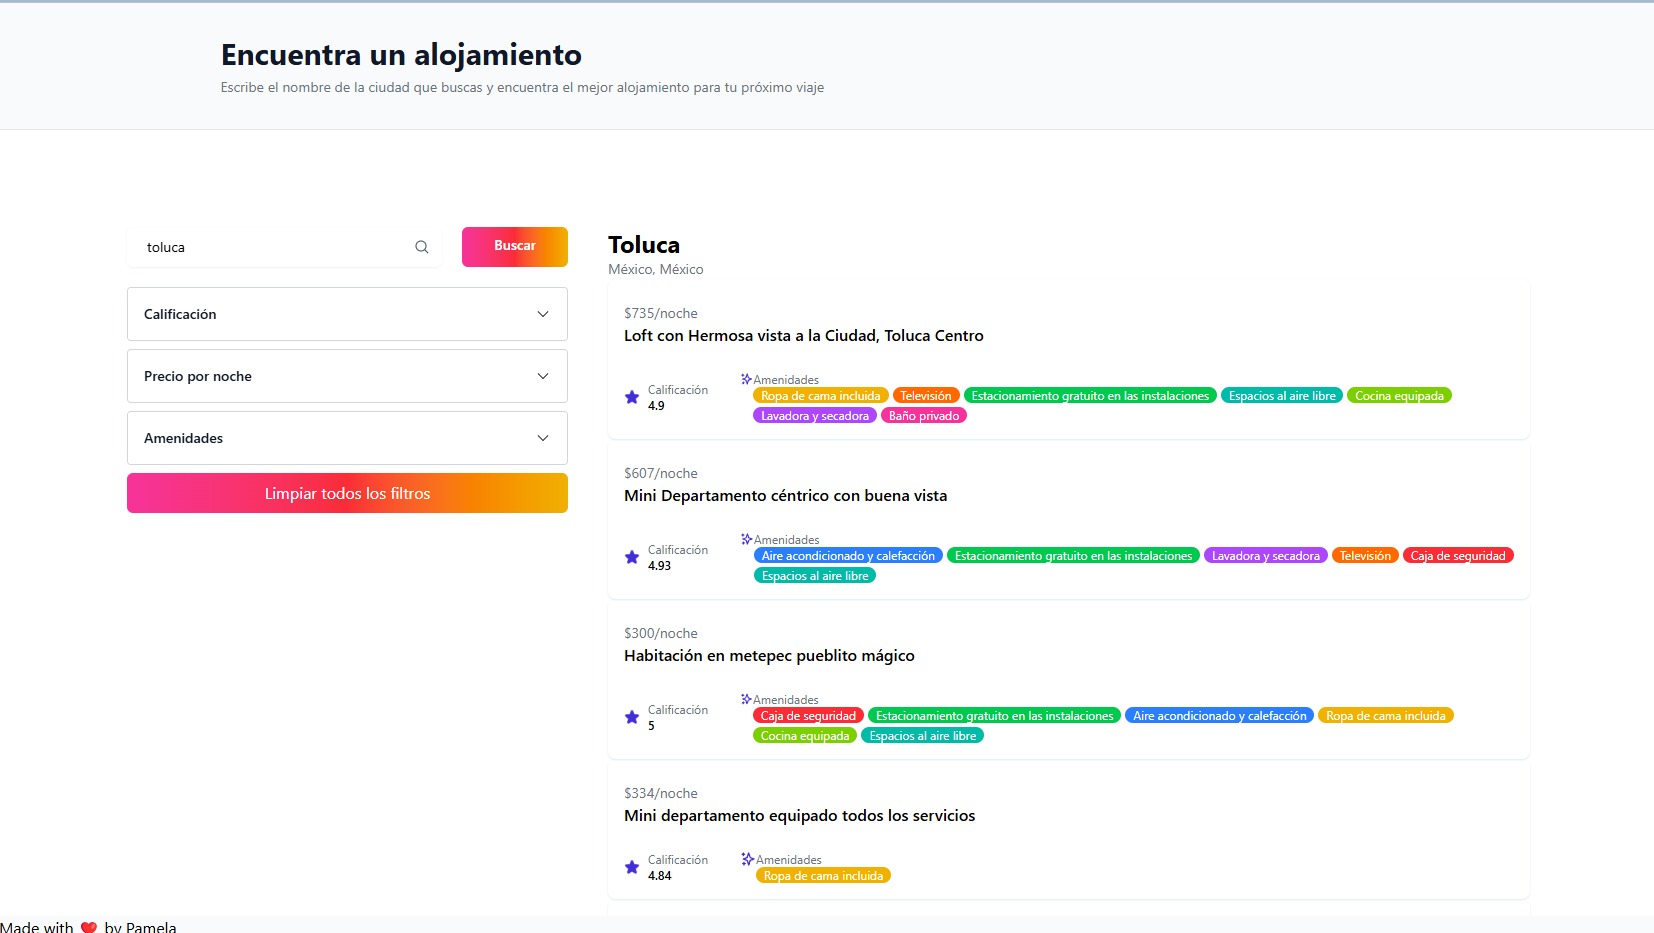 Encuentra un alojamiento
Escribe el nombre de la ciudad que buscas y encuentra el mejor alojamiento para tu próximo viaje
toluca
Buscar
Calificación
Precio por noche
Amenidades
Limpiar todos los filtros
Toluca
México, México
$735/noche
Loft con Hermosa vista a la Ciudad, Toluca Centro
Calificación
4.9
Amenidades
Ropa de cama incluida Televisión Estacionamiento gratuito en las instalaciones Espacios al aire libre Cocina equipada
Lavadora y secadora Baño privado
$607/noche
Mini Departamento céntrico con buena vista
Calificación
4.93
Amenidades
Aire acondicionado y calefacción Estacionamiento gratuito en las instalaciones Lavadora y secadora Televisión Caja de seguridad
Espacios al aire libre
$300/noche
Habitación en metepec pueblito mágico
Calificación
5
Amenidades
Caja de seguridad Estacionamiento gratuito en las instalaciones Aire acondicionado y calefacción Ropa de cama incluida
Cocina equipada Espacios al aire libre
$334/noche
Mini departamento equipado todos los servicios
Calificación
4.84
Amenidades
Ropa de cama incluida
Made with ❤️ by Pamela